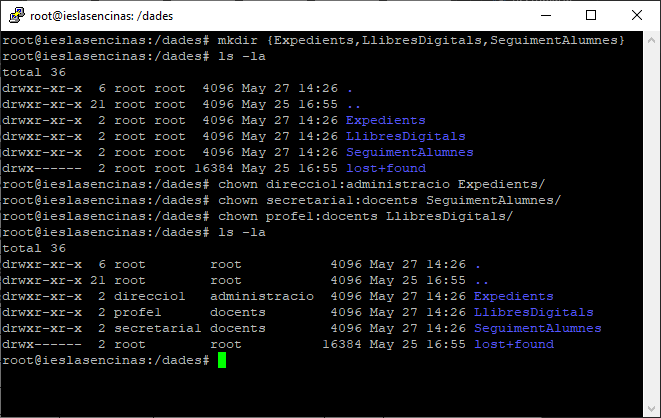 root@ieslasencinas: /dades
root@ieslasencinas:/dades# mkdir {Expedients,LlibresDigitals,SeguimentAlumnes}
root@ieslasencinas:/dades# ls -la
total 36
drwxr-xr-x  6 root root  4096 May 27 14:26 .
drwxr-xr-x 21 root root  4096 May 25 16:55 ..
drwxr-xr-x  2 root root  4096 May 27 14:26 Expedients
drwxr-xr-x  2 root root  4096 May 27 14:26 LlibresDigitals
drwxr-xr-x  2 root root  4096 May 27 14:26 SeguimentAlumnes
drwx------  2 root root 16384 May 25 16:55 lost+found
root@ieslasencinas:/dades# chown direccio1:administracio Expedients/
root@ieslasencinas:/dades# chown secretaria1:docents SeguimentAlumnes/
root@ieslasencinas:/dades# chown profe1:docents LlibresDigitals/
root@ieslasencinas:/dades# ls -la
total 36
drwxr-xr-x  6 root        root           4096 May 27 14:26 .
drwxr-xr-x 21 root        root           4096 May 25 16:55 ..
drwxr-xr-x  2 direccio1   administracio  4096 May 27 14:26 Expedients
drwxr-xr-x  2 profe1      docents        4096 May 27 14:26 LlibresDigitals
drwxr-xr-x  2 secretaria1 docents        4096 May 27 14:26 SeguimentAlumnes
drwx------  2 root        root          16384 May 25 16:55 lost+found
root@ieslasencinas:/dades#